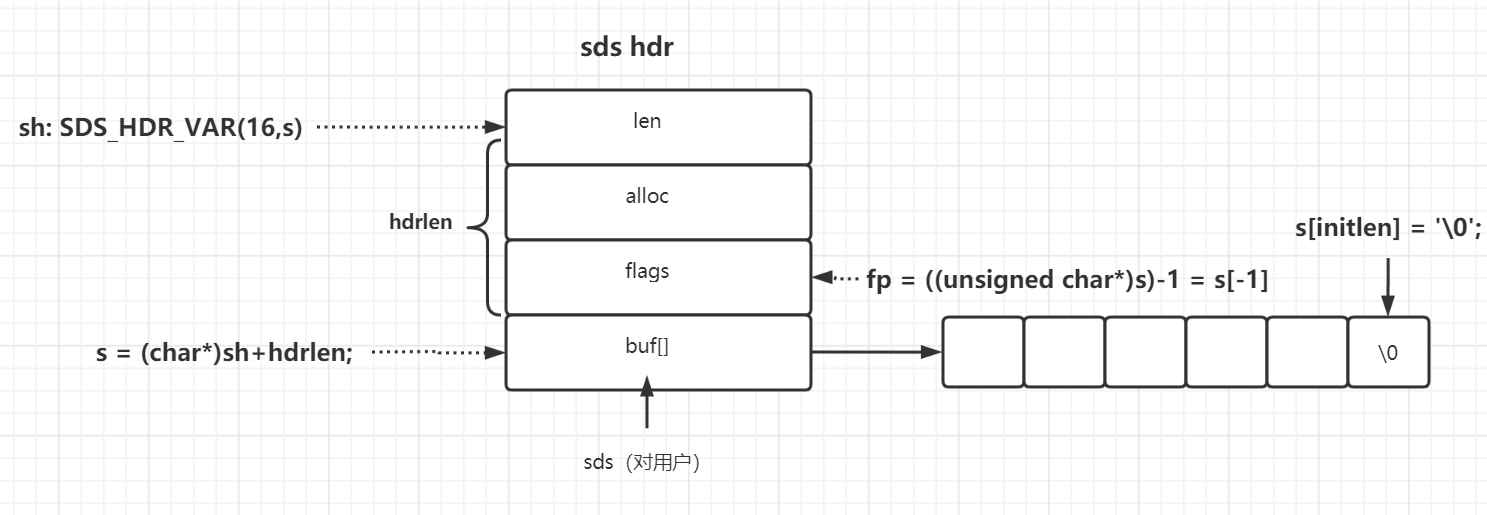 sds hdr
sh: SDS_HDR_VAR(16,s)
len
alloc
hdrlen
s[initlen] = '\0';
flags
fp = ((unsigned char*)s)-1 = s[-1]
s = (char*)sh+hdrlen;
buf[]
\0
sds（对用户）